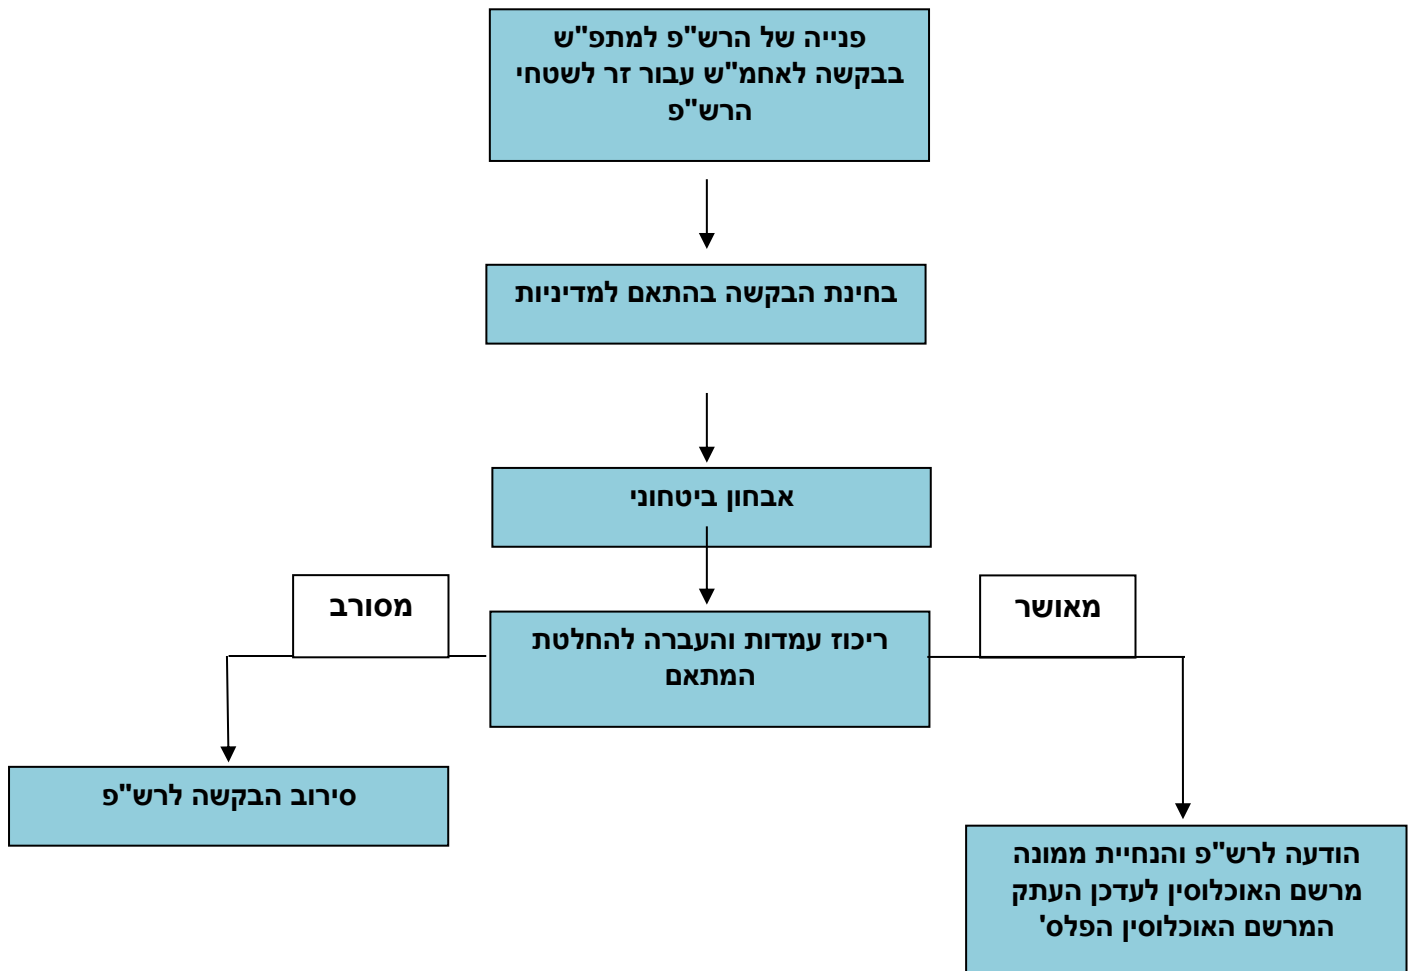 פנייה של הרש"פ למתפ"ש
בבקשה לאחמ"ש עבור זר לשטחי
הרש"פ
בחינת הבקשה בהתאם למדיניות
אבחון ביטחוני
מאושר
מסורב
ריכוז עמדות והעברה להחלטת
המתאם
סירוב הבקשה לרש"פ
הודעה לרש"פ והנחיית ממונה
מרשם האוכלוסין לעדכן העתק
המרשם האוכלוסין הפלס'